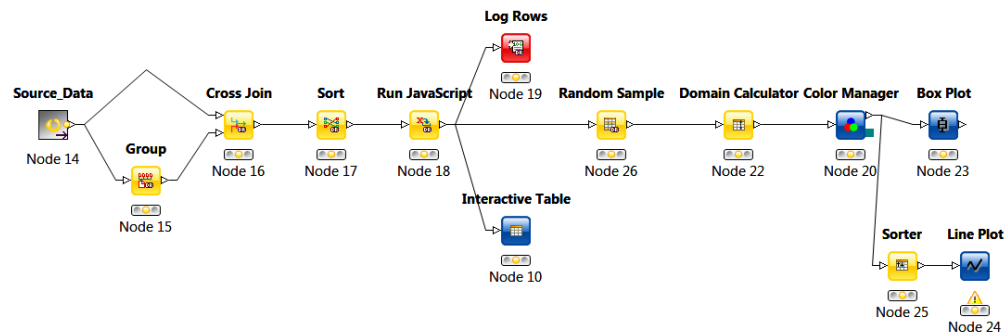 Log Rows
Node 19
Source_Data
Node 14
Group
Node 15
Cross Join
Node 16
Sort
Node 17
Run JavaScript
Node 18
Interactive Table
Node 10
Random Sample
Node 26
Domain Calculator
Node 22
Color Manager
Node 20
Box Plot
Node 23
Sorter
Node 25
Line Plot
Node 24